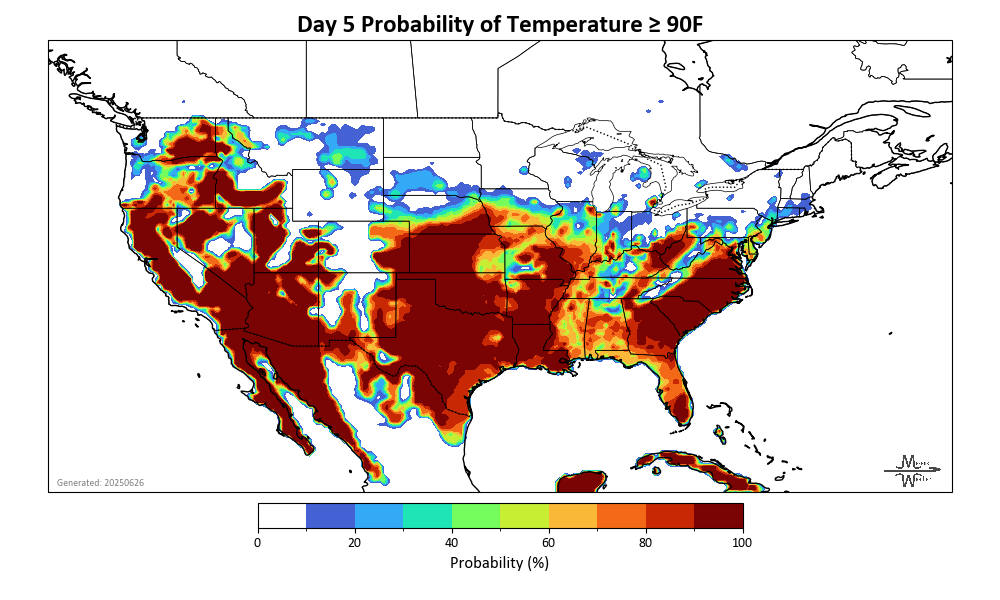 Day 5 Probability of Temperature ≥ 90F
Generated: 20250626
0 20 40 60 80 100
Probability (%)